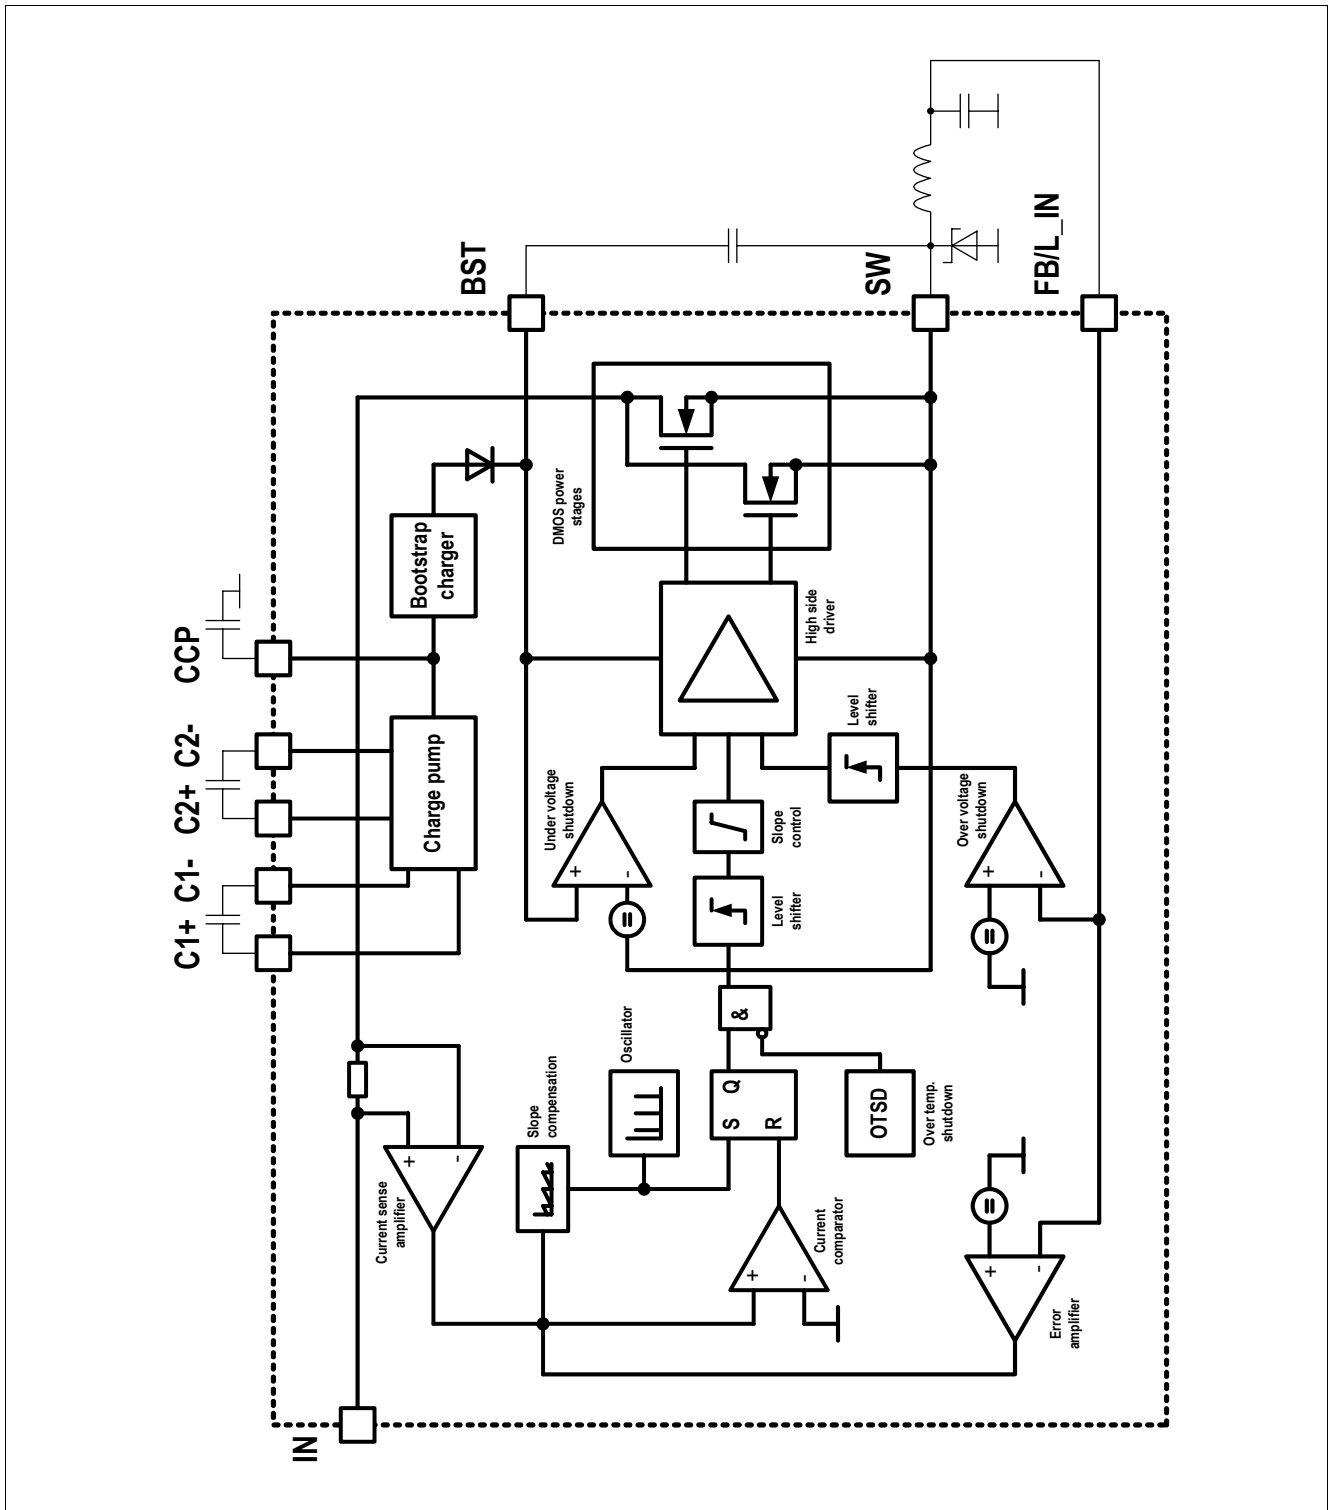 IN
C1+
C1-
C2+
C2-
CCP
BST
SW
FB/L_IN
Charge pump
Bootstrap
charger
Current sense
amplifier
+
-
Slope
compensation
Oscillator
S
Q
R
&
OTSD
Over temp.
shutdown
Current
comparator
+
-
Error
amplifier
+
-
=
Under voltage
shutdown
+
-
=
Level
shifter
Slope
control
High side
driver
Level
shifter
Over voltage
shutdown
+
-
=
DMOS power
stages